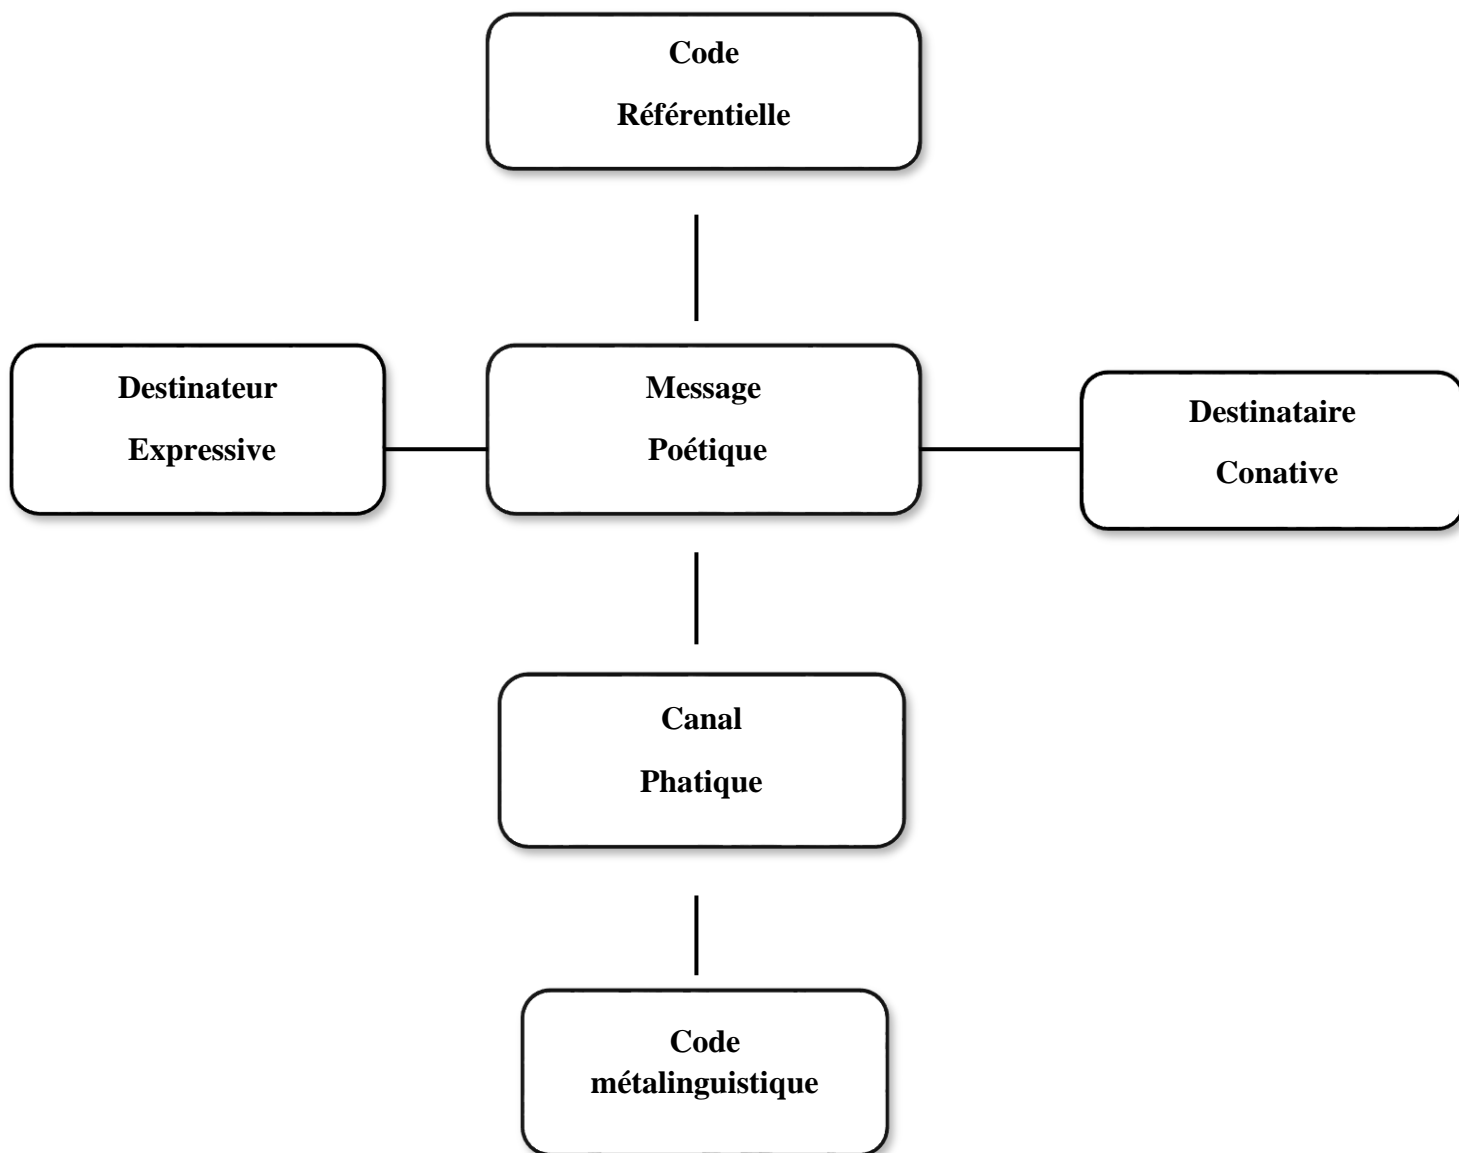 Code
Référentielle
Destinateur
Expressive
Message
Poétique
Destinataire
Conative
Canal
Phatique
Code
métalinguistique